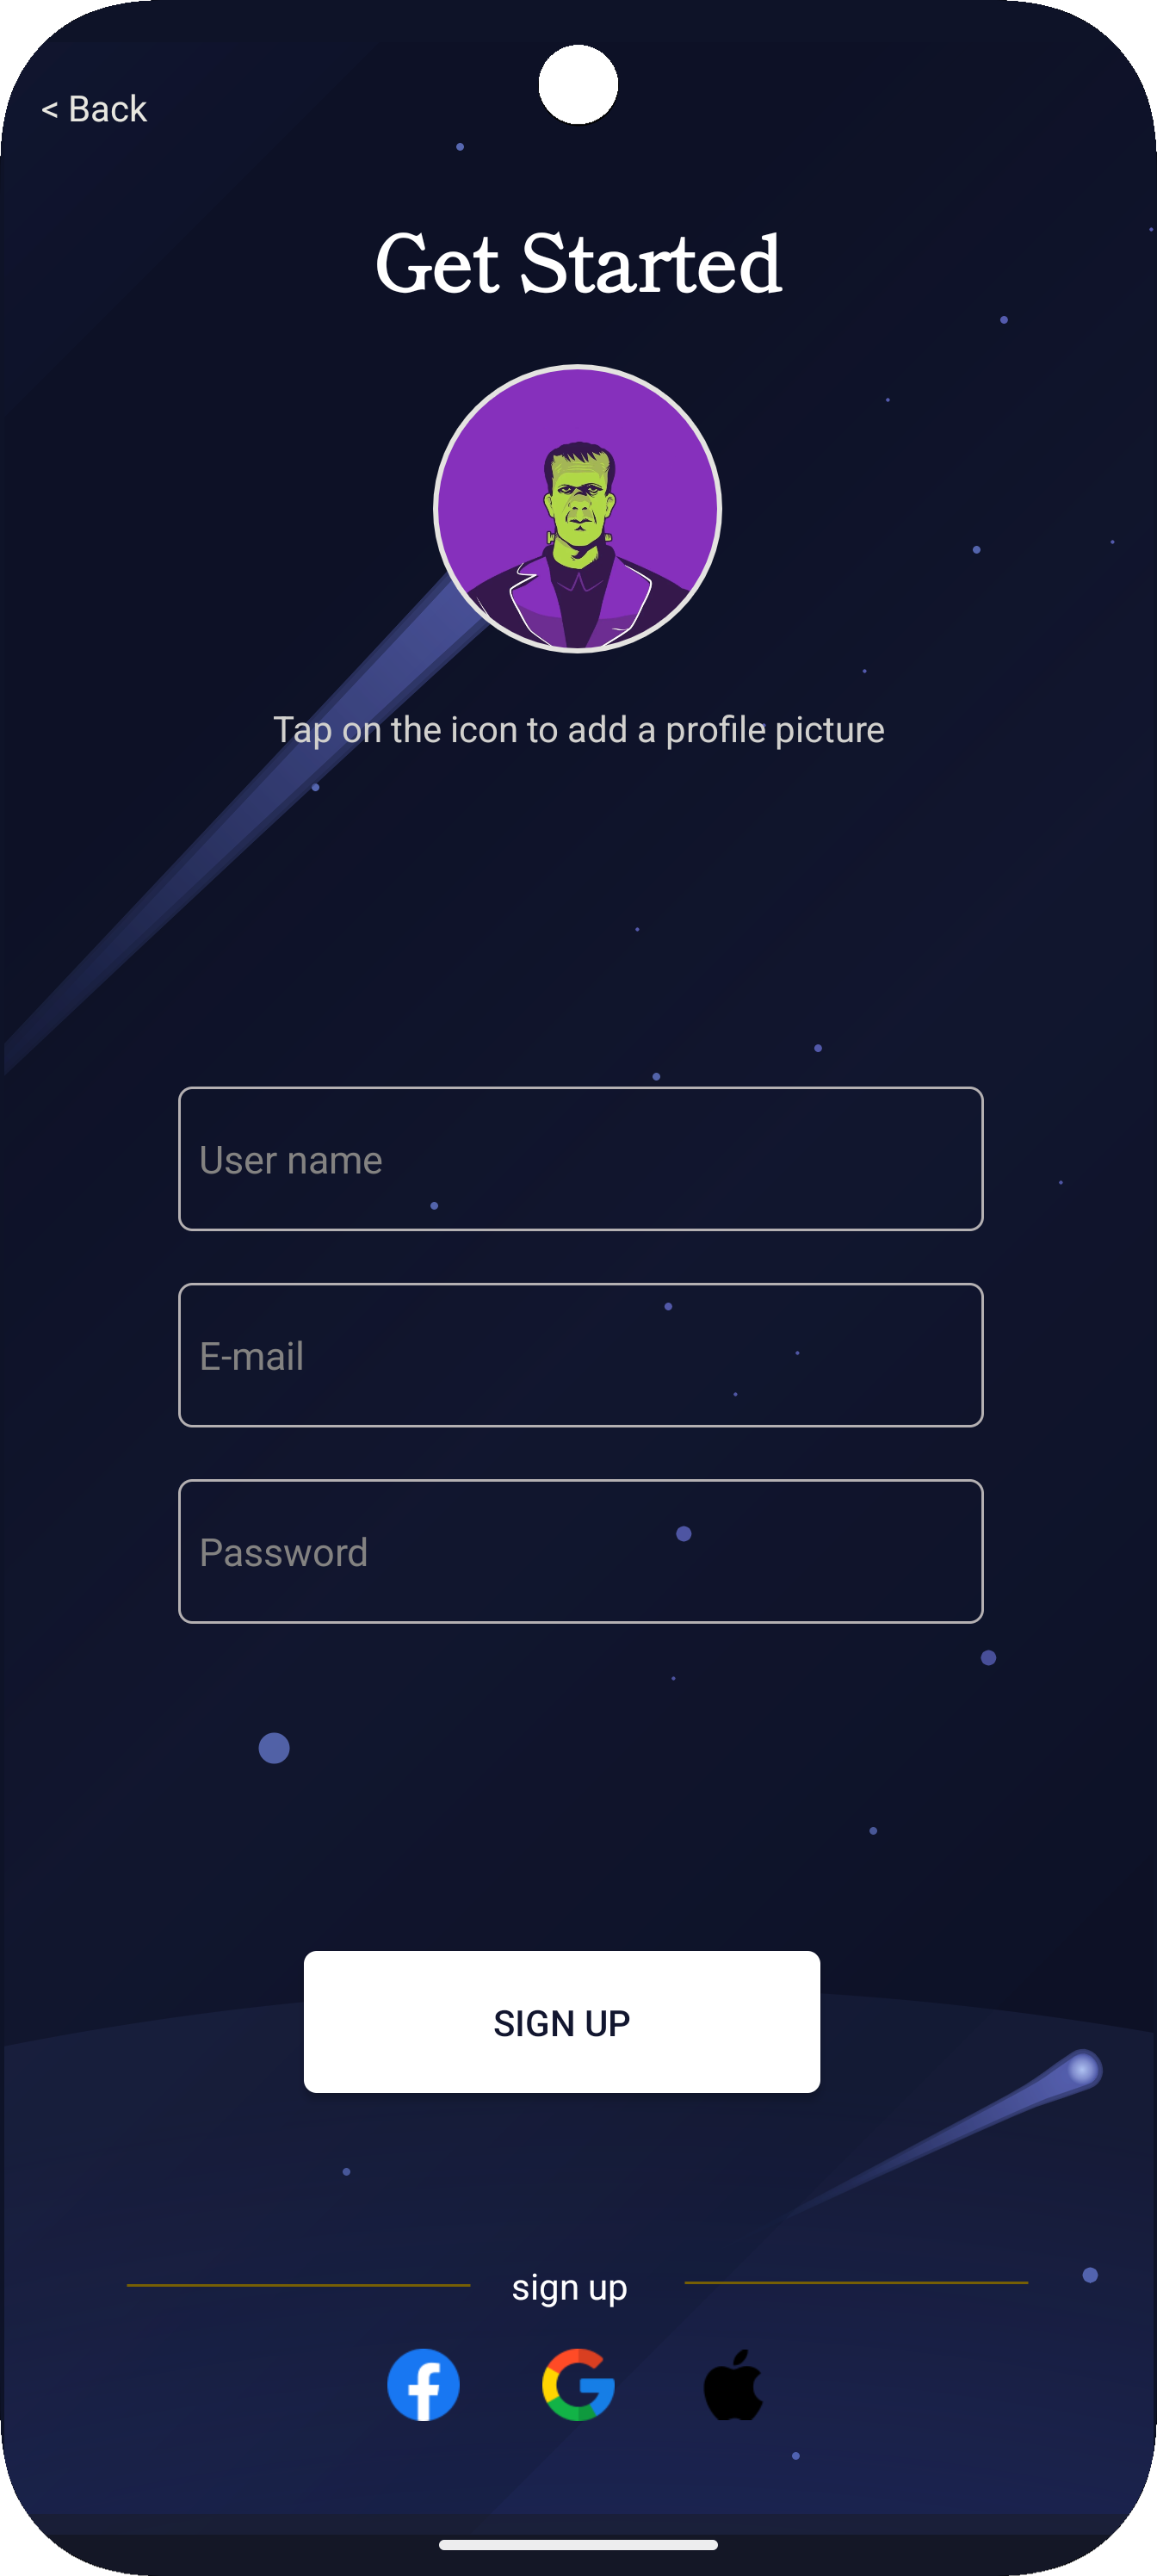 < Back
Get Started
Tap on the icon to add a profile picture
User name
E-mail
Password
SIGN UP
sign up